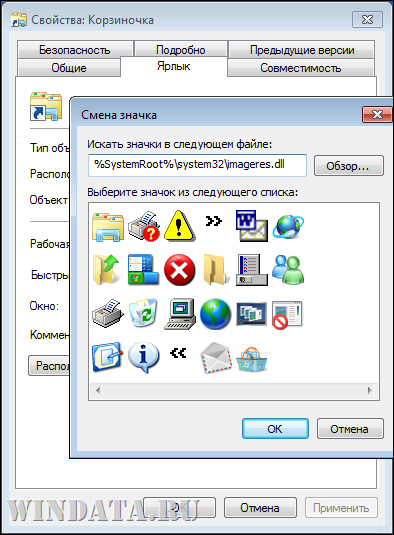 Свойства: Корзиночка
Безопасность Подробно Предыдущие версии
Общие Ярлык Совместимость
Смена значка
Искать значки в следующем файле:
%SystemRoot%\system32\imageres.dll
Обзор...
Выберите значок из следующего списка:
Тип объ
Располо
Объект
Рабочая
Быстры
Окно:
Коммен
Распол
OK Отмена
Отмена Применить
WINDATA.RU